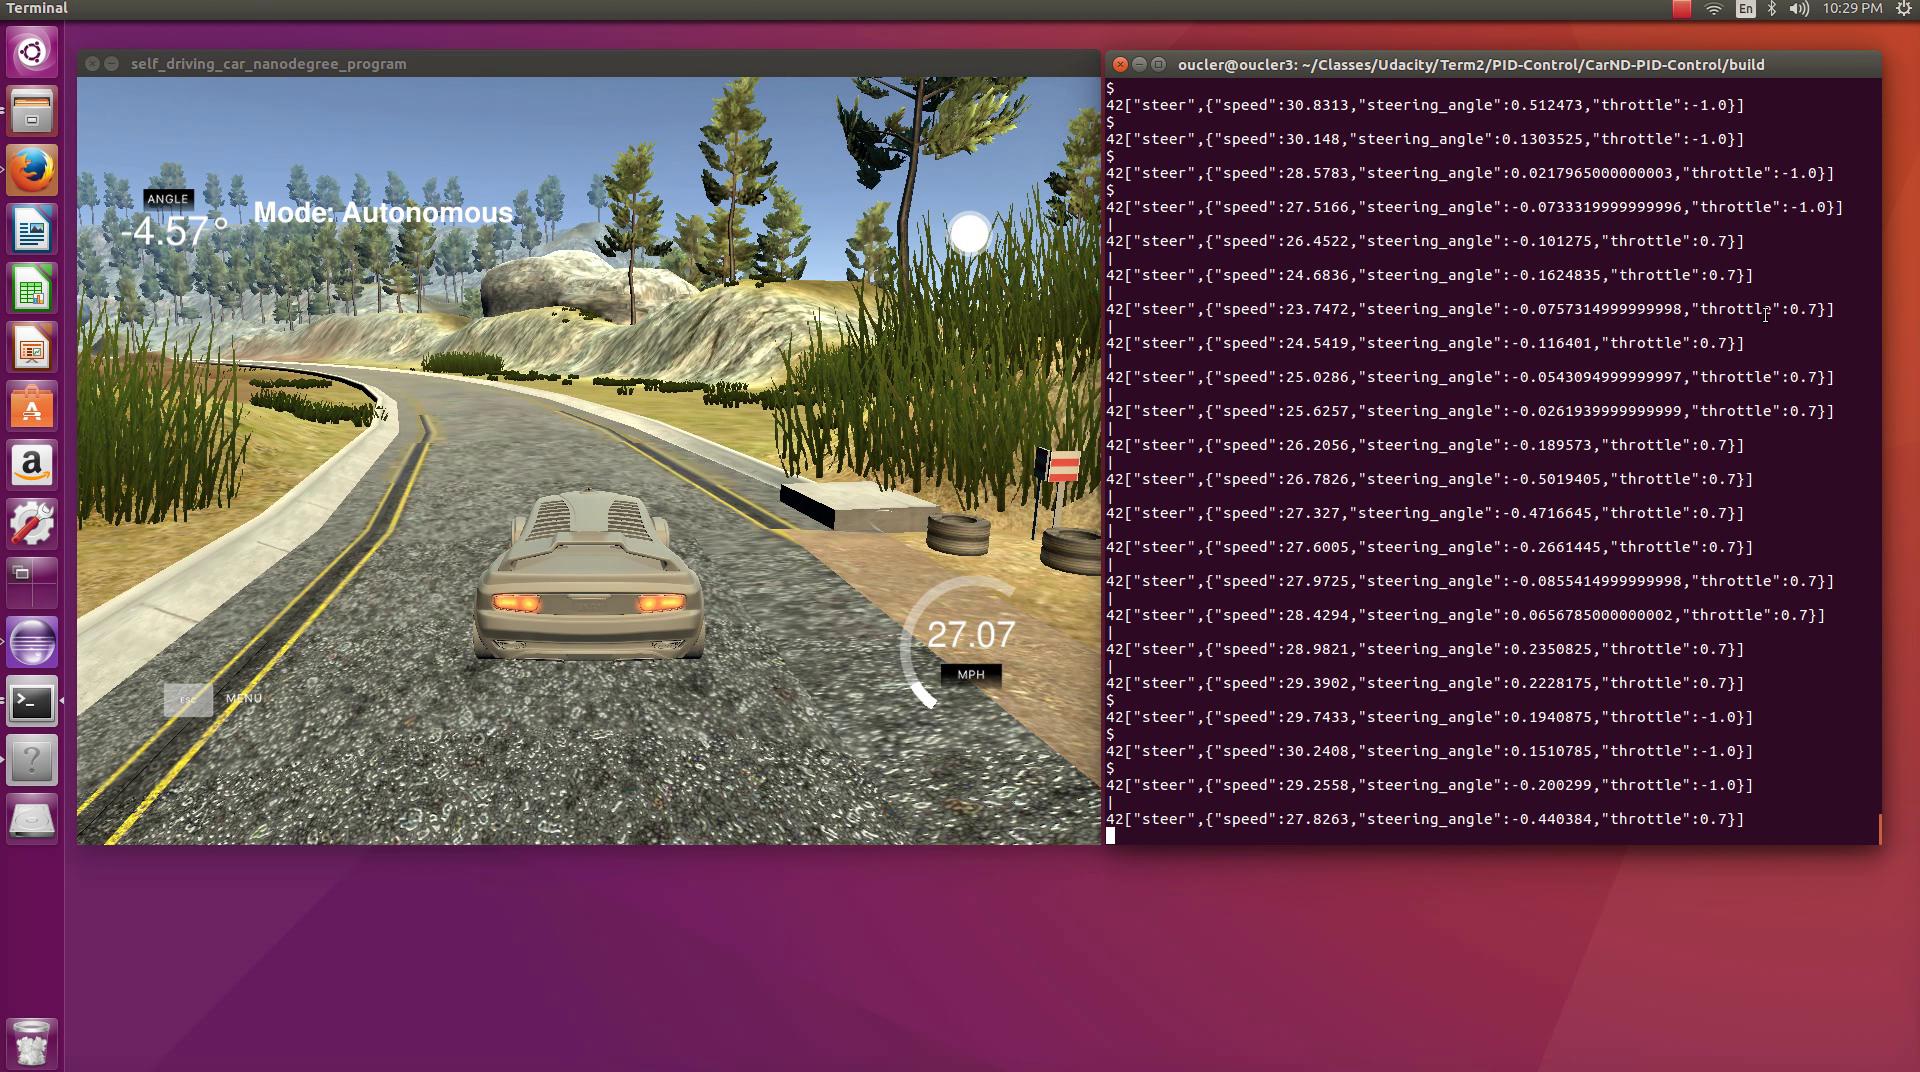 Terminal
En
10:29 PM
self_driving_car_nanodegree_program
ANGLE
-4.57°
Mode: Autonomous
27.07
MPH
ESC
MENU
oucler@oucler3: ~/Classes/Udacity/Term2/PID-Control/CarND-PID-Control/build
$
42["steer",{"speed":30.8313,"steering_angle":0.512473,"throttle":-1.0}]
$
42["steer",{"speed":30.148,"steering_angle":0.1303525,"throttle":-1.0}]
$
42["steer",{"speed":28.5783,"steering_angle":0.0217965000000003,"throttle":-1.0}]
$
42["steer",{"speed":27.5166,"steering_angle":-0.0733319999999996,"throttle":-1.0}]
|
42["steer",{"speed":26.4522,"steering_angle":-0.101275,"throttle":0.7}]
|
42["steer",{"speed":24.6836,"steering_angle":-0.1624835,"throttle":0.7}]
|
42["steer",{"speed":23.7472,"steering_angle":-0.0757314999999998,"throttle":0.7}]
|
42["steer",{"speed":24.5419,"steering_angle":-0.116401,"throttle":0.7}]
|
42["steer",{"speed":25.0286,"steering_angle":-0.0543094999999997,"throttle":0.7}]
|
42["steer",{"speed":25.6257,"steering_angle":-0.0261939999999999,"throttle":0.7}]
|
42["steer",{"speed":26.2056,"steering_angle":-0.189573,"throttle":0.7}]
|
42["steer",{"speed":26.7826,"steering_angle":-0.5019405,"throttle":0.7}]
|
42["steer",{"speed":27.327,"steering_angle":-0.4716645,"throttle":0.7}]
|
42["steer",{"speed":27.6005,"steering_angle":-0.2661445,"throttle":0.7}]
|
42["steer",{"speed":27.9725,"steering_angle":-0.0855414999999998,"throttle":0.7}]
|
42["steer",{"speed":28.4294,"steering_angle":0.0656785000000002,"throttle":0.7}]
|
42["steer",{"speed":28.9821,"steering_angle":0.2350825,"throttle":0.7}]
|
42["steer",{"speed":29.3902,"steering_angle":0.2228175,"throttle":0.7}]
$
42["steer",{"speed":29.7433,"steering_angle":0.1940875,"throttle":-1.0}]
$
42["steer",{"speed":30.2408,"steering_angle":0.1510785,"throttle":-1.0}]
$
42["steer",{"speed":29.2558,"steering_angle":-0.200299,"throttle":-1.0}]
|
42["steer",{"speed":27.8263,"steering_angle":-0.440384,"throttle":0.7}]